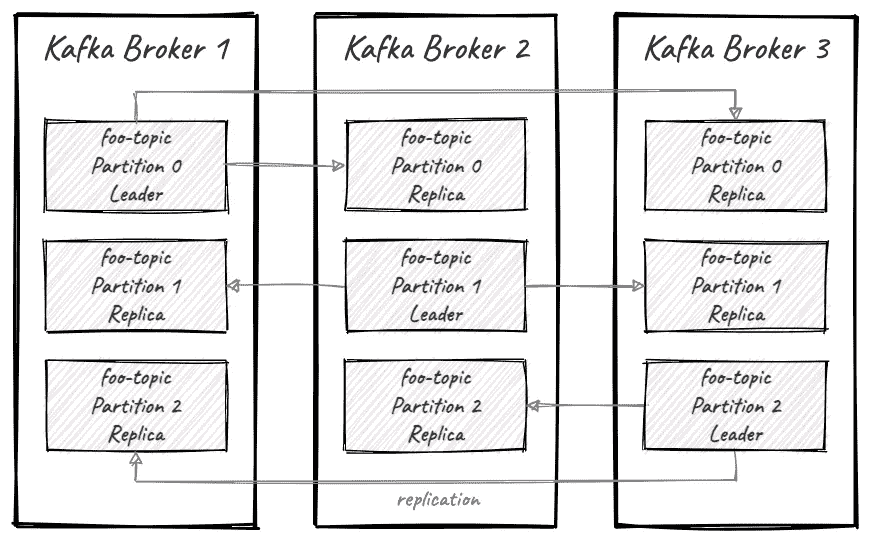 Kafka Broker 1
foo-topic
Partition 0
Leader
foo-topic
Partition 1
Replica
foo-topic
Partition 2
Replica
Kafka Broker 2
foo-topic
Partition 0
Replica
foo-topic
Partition 1
Leader
foo-topic
Partition 2
Replica
Kafka Broker 3
foo-topic
Partition 0
Replica
foo-topic
Partition 1
Replica
foo-topic
Partition 2
Leader
replication